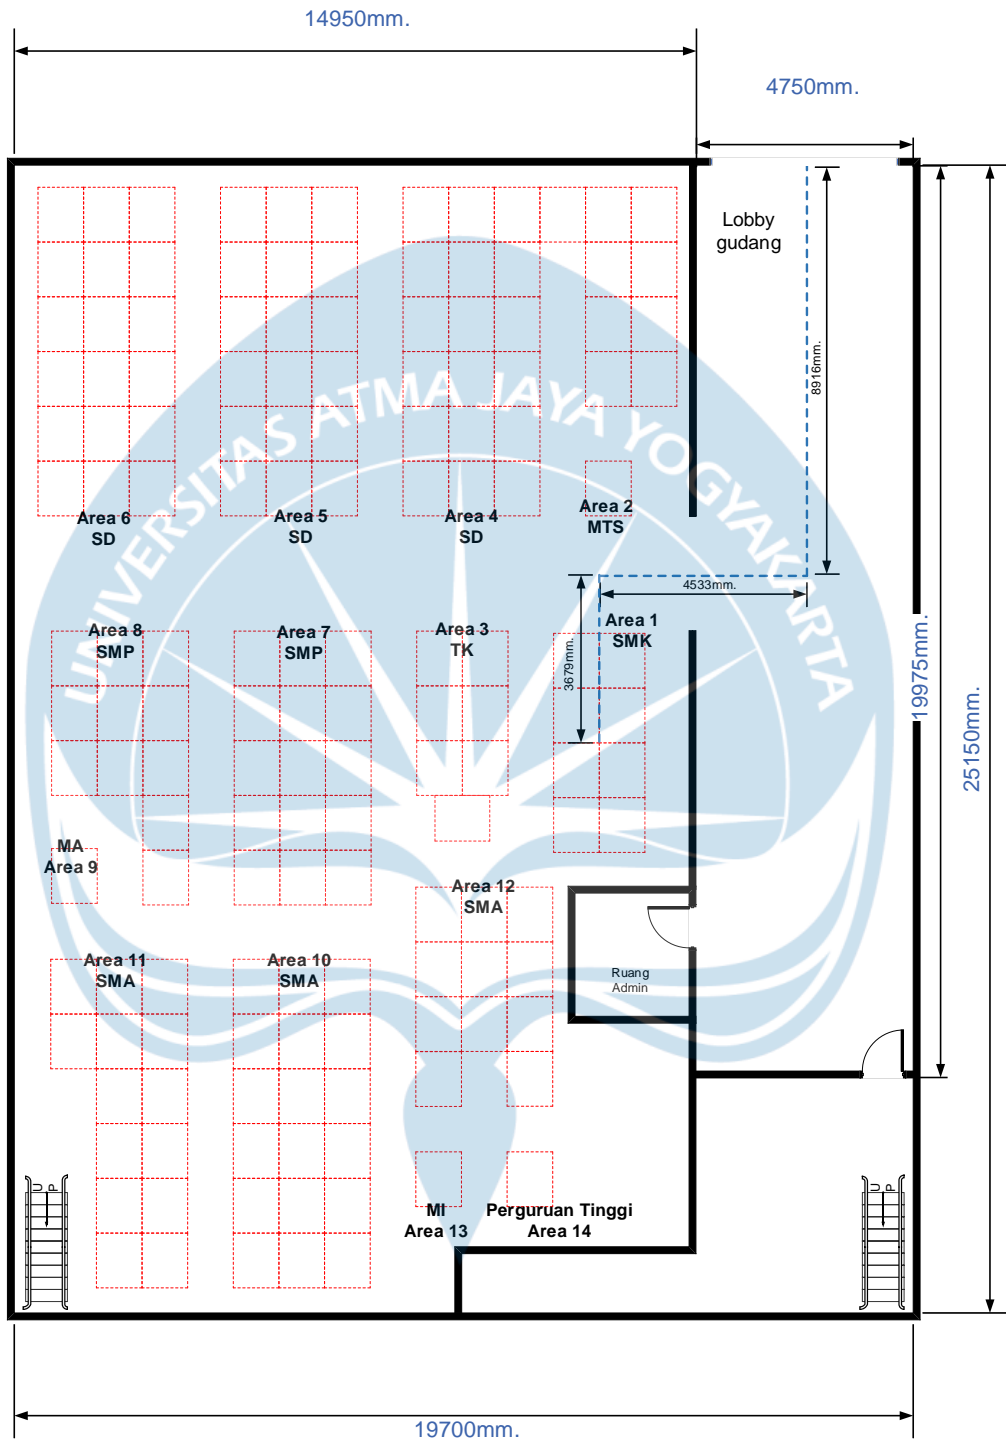 14950mm.
4750mm.
Lobby
gudang
8916mm.
UNIVERSITAS ATMA JAYA YOGYAKARTA
Area 6
SD
Area 5
SD
Area 4
SD
Area 2
MTS
4533mm.
3679mm.
Area 8
SMP
Area 7
SMP
Area 3
TK
Area 1
SMK
19975mm.
25150mm.
MA
Area 9
Area 12
SMA
Area 11
SMA
Area 10
SMA
Ruang
Admin
UP
UP
MI
Area 13
Perguruan Tinggi
Area 14
19700mm.